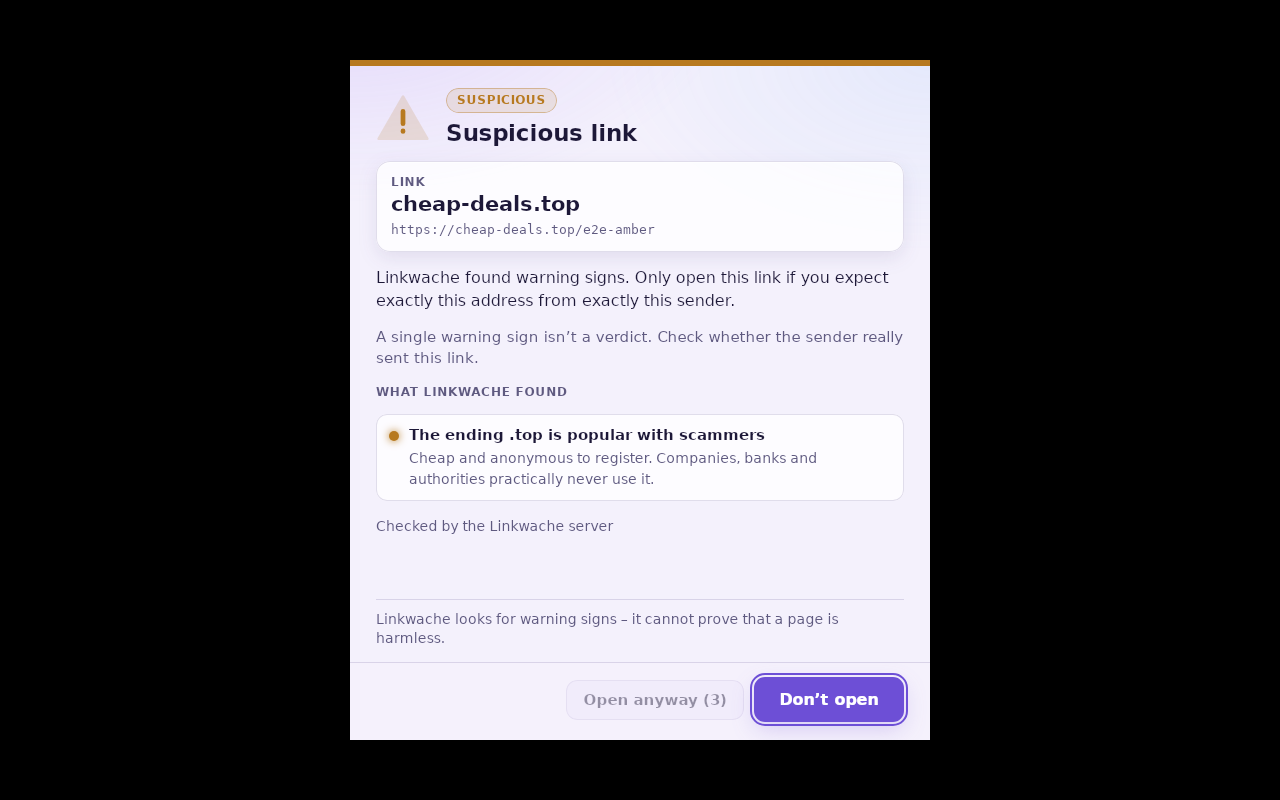 SUSPICIOUS
Suspicious link
LINK
cheap-deals.top
https://cheap-deals.top/e2e-amber
Linkwache found warning signs. Only open this link if you expect
exactly this address from exactly this sender.
A single warning sign isn’t a verdict. Check whether the sender really
sent this link.
WHAT LINKWACHE FOUND
The ending .top is popular with scammers
Cheap and anonymous to register. Companies, banks and
authorities practically never use it.
Checked by the Linkwache server
Linkwache looks for warning signs – it cannot prove that a page is
harmless.
Open anyway (3)
Don’t open